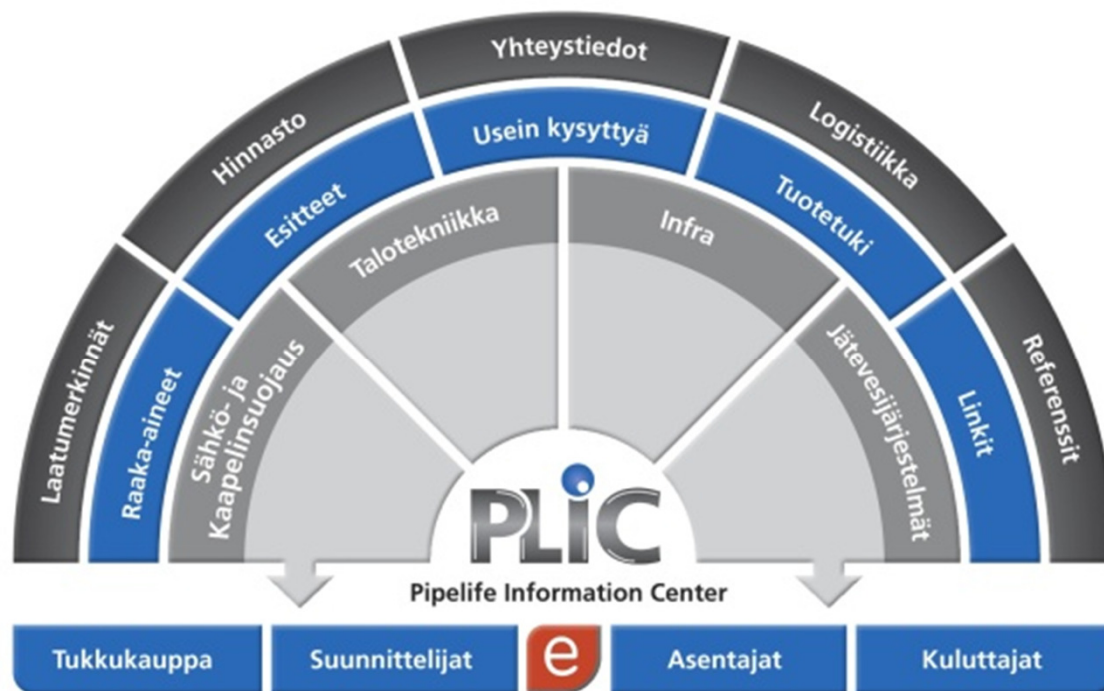 Yhteystiedot
Hinnasto
Logistiikka
Laatumerkinnät
Referenssit
Usein kysyttyä
Esitteet
Tuotetuki
Raaka-aineet
Linkit
Talotekniikka
Infra
Sähkö- ja
Kaapelinsuojaus
Jätevesijärjestelmät
PLiC
Pipelife Information Center
Tukkukauppa
Suunnittelijat
e
Asentajat
Kuluttajat